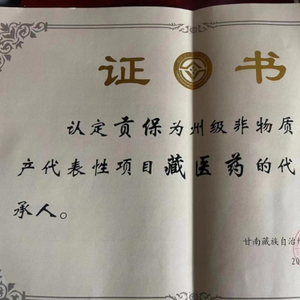 证书
认定贡保为州级非物质
产代表性项目藏医药的代
承人。
甘南藏族自治
20